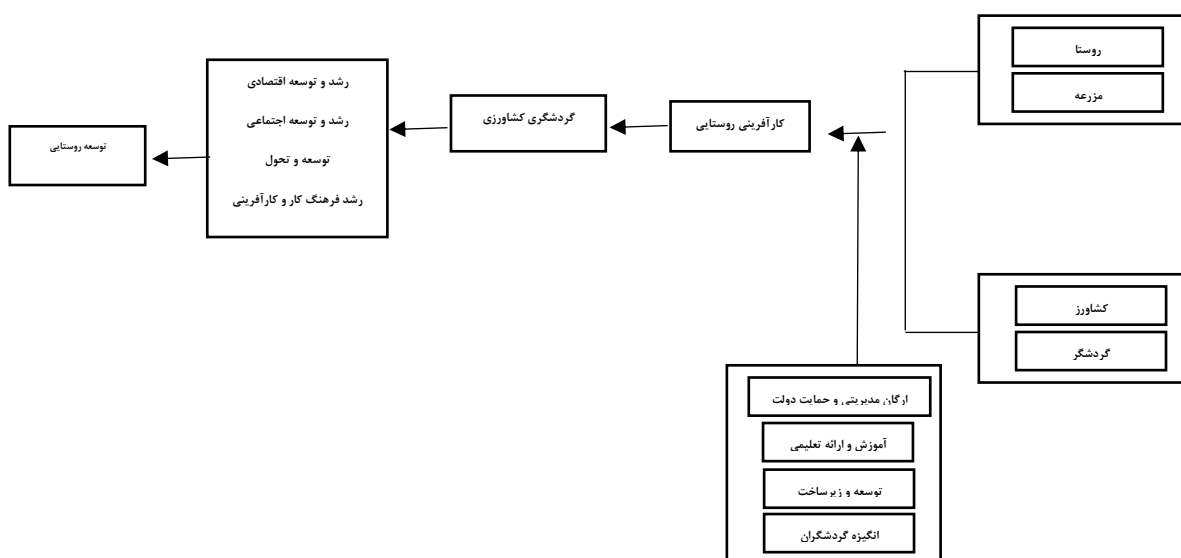 روستا
مزرعه
کشاورز
گردشگر
ارگان مدیریتی و حمایت دولت
آموزش و ارائه تعلیمی
توسعه و زیرساخت
انگیزه گردشگران
کارآفرینی روستایی
گردشگری کشاورزی
رشد و توسعه اقتصادی
رشد و توسعه اجتماعی
توسعه و تحول
رشد فرهنگ کار و کارآفرینی
توسعه روستایی